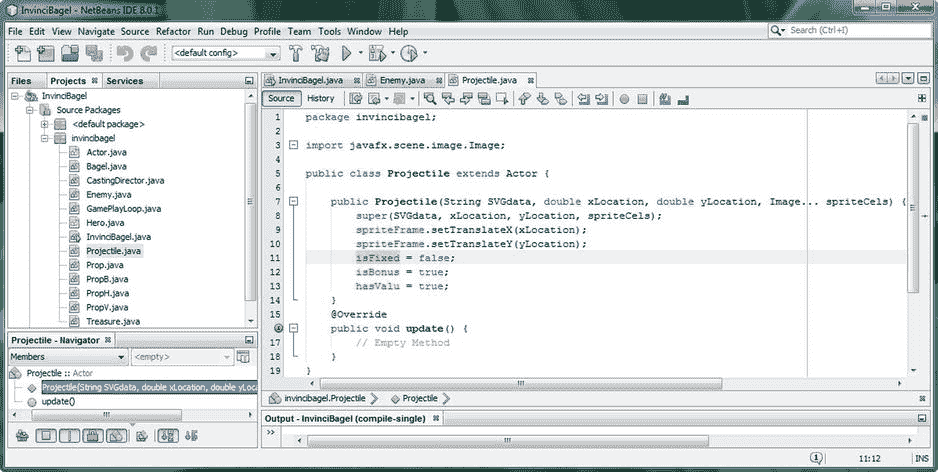 InvinciBagel - NetBeans IDE 8.0.1
File Edit View Navigate Source Refactor Run Debug Profile Team Tools Window Help
Search (Ctrl+I)
<default config>
Files Projects Services
InvinciBagel
Source Packages
<default package>
invincibagel
Actor.java
Bagel.java
CastingDirector.java
Enemy.java
GamePlayLoop.java
Hero.java
InvinciBagel.java
Projectile.java
Prop.java
PropB.java
PropH.java
PropV.java
Treasure.java
Projectile - Navigator
Members <empty>
Projectile :: Actor
Projectile(String SVGdata, double xLocation, double yLoca
update()
InvinciBagel.java Enemy.java Projectile.java
Source History
1 package invincibagel;
2
3 import javafx.scene.image.Image;
4
5 public class Projectile extends Actor {
6
7 public Projectile(String SVGdata, double xLocation, double yLocation, Image... spriteCels) {
8 super(SVGdata, xLocation, yLocation, spriteCels);
9 spriteFrame.setTranslateX(xLocation);
10 spriteFrame.setTranslateY(yLocation);
11 isFixed = false;
12 isBonus = true;
13 hasValu = true;
14 }
15 @Override
public void update() {
17 // Empty Method
18 }
19 }
invincibagel.Projectile Projectile
Output - InvinciBagel (compile-single)
>>
11:12 INS